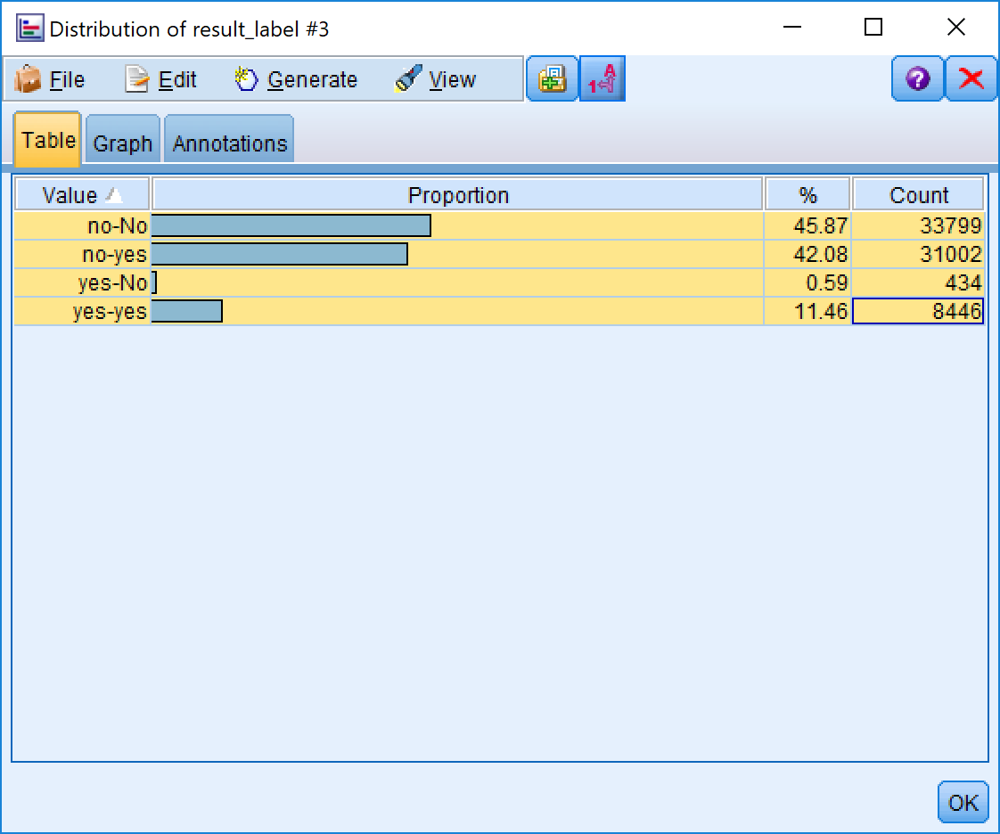 Distribution of result_label #3
File Edit Generate View
Table Graph Annotations
Value Proportion % Count
no-No 45.87 33799
no-yes 42.08 31002
yes-No 0.59 434
yes-yes 11.46 8446
OK